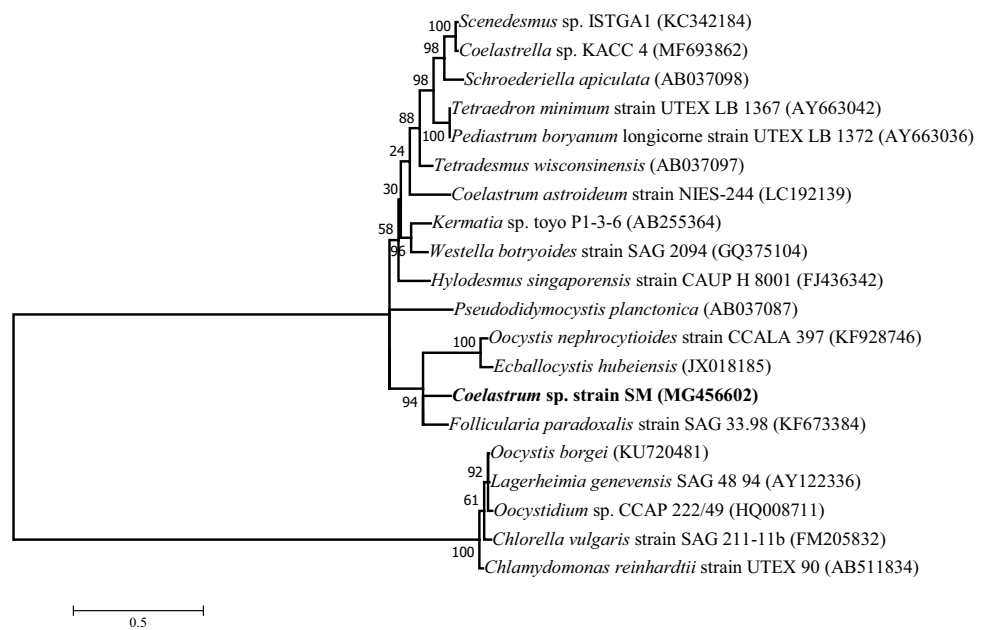 100
Scenedesmus sp. ISTGA1 (KC342184)
98
Coelastrella sp. KACC 4 (MF693862)
98
Schroederiella apiculata (AB037098)
Tetraedron minimum strain UTEX LB 1367 (AY663042)
88
100
Pediastrum boryanum longicorne strain UTEX LB 1372 (AY663036)
24
Tetradesmus wisconsinensis (AB037097)
30
Coelastrum astroideum strain NIES-244 (LC192139)
58
Kermatia sp. toyo P1-3-6 (AB255364)
96
Westella botryoides strain SAG 2094 (GQ375104)
Hylodesmus singaporensis strain CAUP H 8001 (FJ436342)
Pseudodidymocystis planctonica (AB037087)
100
Oocystis nephrocytioides strain CCALA 397 (KF928746)
Ecballocystis hubeiensis (JX018185)
94
Coelastrum sp. strain SM (MG456602)
Follicularia paradoxalis strain SAG 33.98 (KF673384)
Oocystis borgei (KU720481)
92
Lagerheimia genevensis SAG 48 94 (AY122336)
61
Oocystidium sp. CCAP 222/49 (HQ008711)
Chlorella vulgaris strain SAG 211-11b (FM205832)
100
Chlamydomonas reinhardtii strain UTEX 90 (AB511834)
0.5